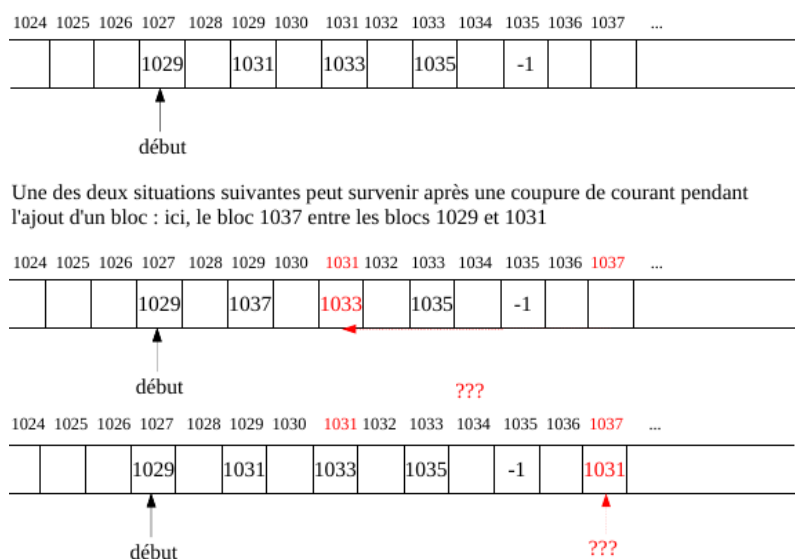 1024 1025 1026 1027 1028 1029 1030 1031 1032 1033 1034 1035 1036 1037 ...
1029 1031 1033 1035 -1
début
Une des deux situations suivantes peut survenir après une coupure de courant pendant
l'ajout d'un bloc : ici, le bloc 1037 entre les blocs 1029 et 1031
1024 1025 1026 1027 1028 1029 1030 1031 1032 1033 1034 1035 1036 1037 ...
1029 1037 1033 1035 -1
début ???
1024 1025 1026 1027 1028 1029 1030 1031 1032 1033 1034 1035 1036 1037 ...
1029 1031 1033 1035 -1 1031
début ???